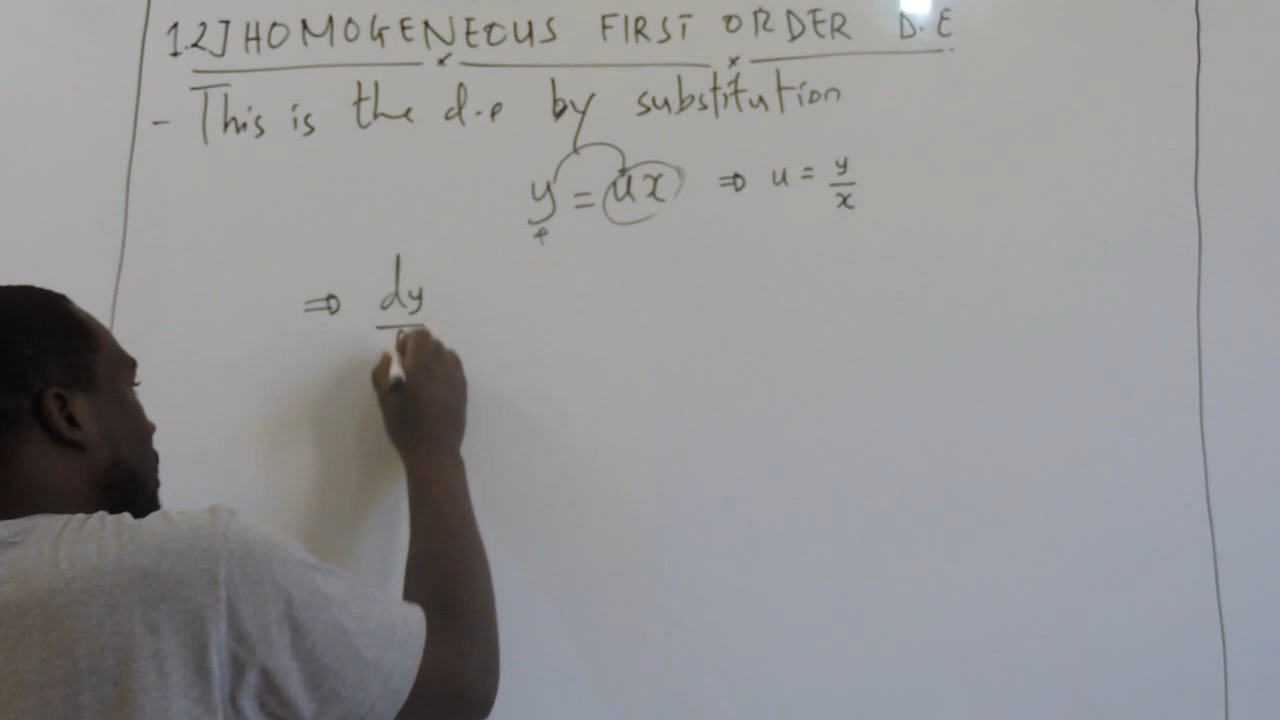 1.2] HOMOGENEOUS FIRST ORDER D.E
- This is the d.e by substitution
y = ux ⇒ u = y/x
⇒ dy